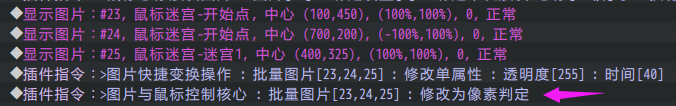 ◆显示图片：#23, 鼠标迷宫-开始点, 中心 (100,450), (100%,100%), 0, 正常
◆显示图片：#24, 鼠标迷宫-开始点, 中心 (700,200), (-100%,100%), 0, 正常
◆显示图片：#25, 鼠标迷宫-迷宫1, 中心 (400,325), (100%,100%), 0, 正常
◆插件指令：>图片快捷变换操作 : 批量图片[23,24,25] : 修改单属性 : 透明度[255] : 时间[40]
◆插件指令：>图片与鼠标控制核心 : 批量图片[23,24,25] : 修改为像素判定